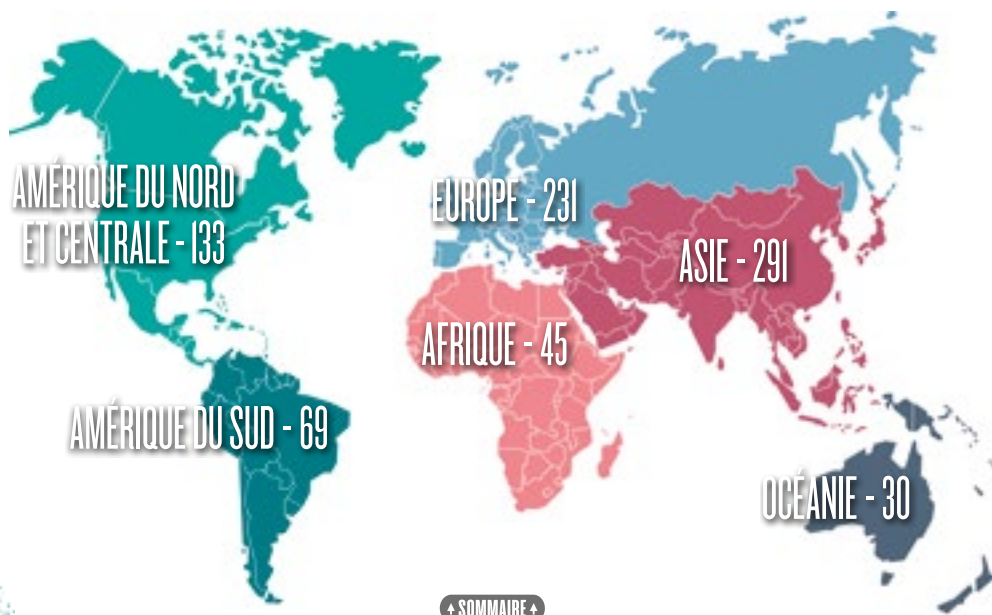 AMÉRIQUE DU NORD
ET CENTRALE - 133
EUROPE - 231
ASIE - 291
AFRIQUE - 45
AMÉRIQUE DU SUD - 69
OCÉANIE - 30
↑ SOMMAIRE ↑